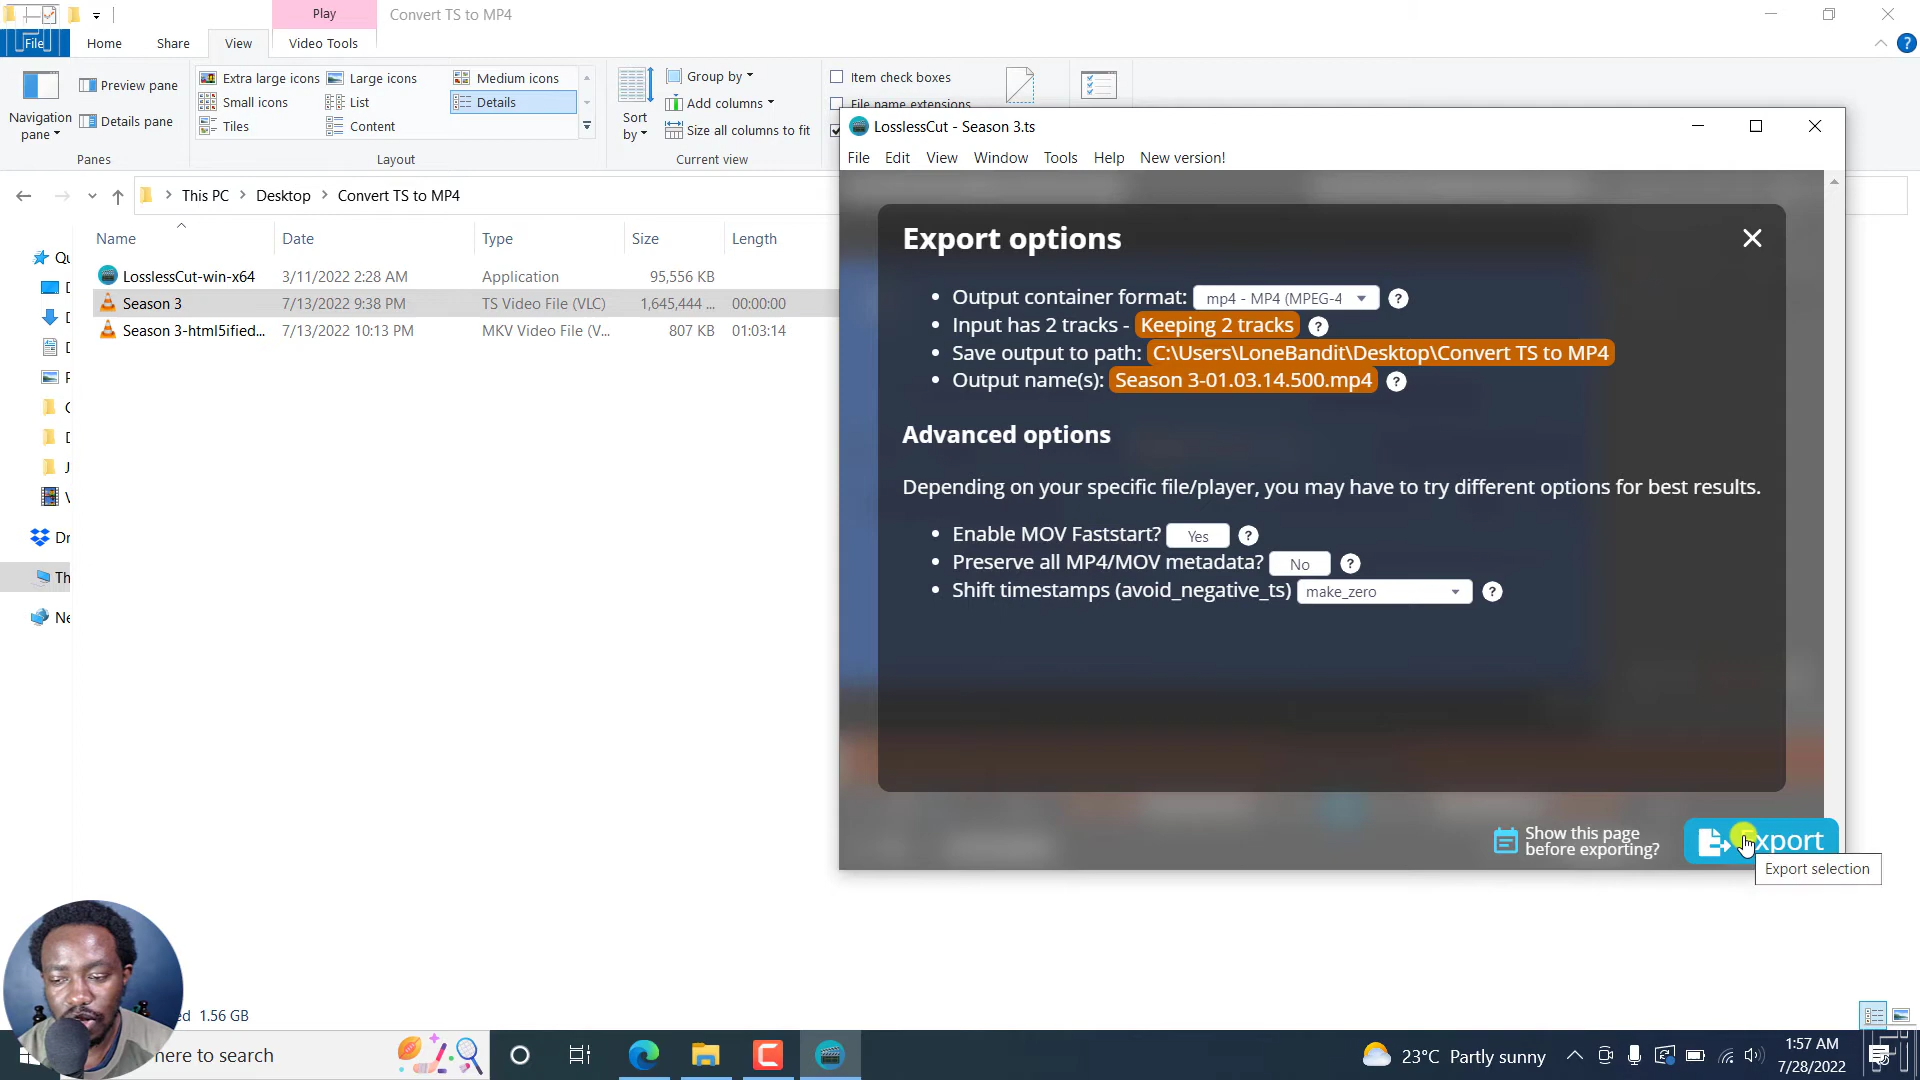 Play
Convert TS to MP4
File
Home
Share
View
Video Tools
Navigation pane
Preview pane
Details pane
Panes
Extra large icons
Large icons
Medium icons
Small icons
List
Details
Tiles
Content
Layout
Sort by
Group by
Add columns
Size all columns to fit
Current view
Item check boxes
File name extensions
This PC
Desktop
Convert TS to MP4
Name
Date
Type
Size
Length
LosslessCut-win-x64
3/11/2022 2:28 AM
Application
95,556 KB
Season 3
7/13/2022 9:38 PM
TS Video File (VLC)
1,645,444 ...
00:00:00
Season 3-html5ified...
7/13/2022 10:13 PM
MKV Video File (V...
807 KB
01:03:14
Qu
Dr
Th
Ne
LosslessCut - Season 3.ts
File
Edit
View
Window
Tools
Help
New version!
Export options
• Output container format: mp4 - MP4 (MPEG-4
?
• Input has 2 tracks - Keeping 2 tracks
?
• Save output to path: C:\Users\LoneBandit\Desktop\Convert TS to MP4
• Output name(s): Season 3-01.03.14.500.mp4
?
Advanced options
Depending on your specific file/player, you may have to try different options for best results.
• Enable MOV Faststart? Yes
?
• Preserve all MP4/MOV metadata? No
?
• Shift timestamps (avoid_negative_ts) make_zero
?
Show this page
before exporting?
Export
Export selection
1.56 GB
here to search
23°C Partly sunny
1:57 AM
7/28/2022